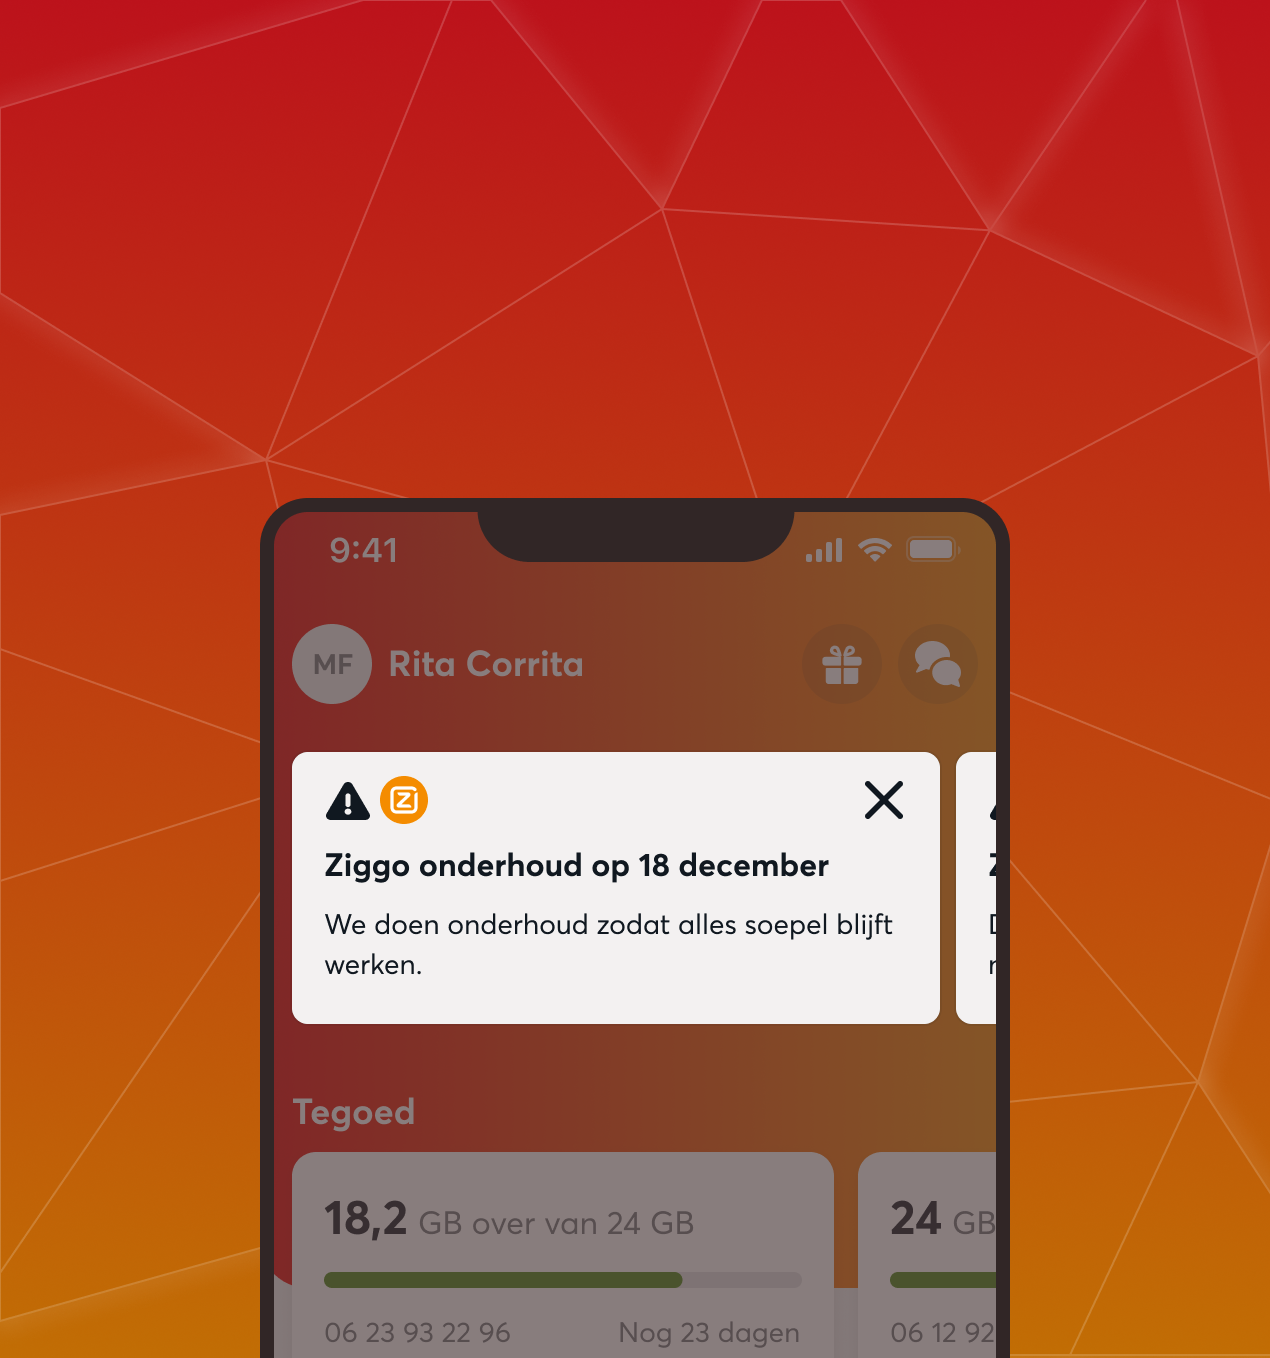 9:41
MF Rita Corrita
Ziggo onderhoud op 18 december
We doen onderhoud zodat alles soepel blijft
werken.
Tegoed
18,2 GB over van 24 GB
24 GB
06 23 93 22 96 Nog 23 dagen
06 12 92